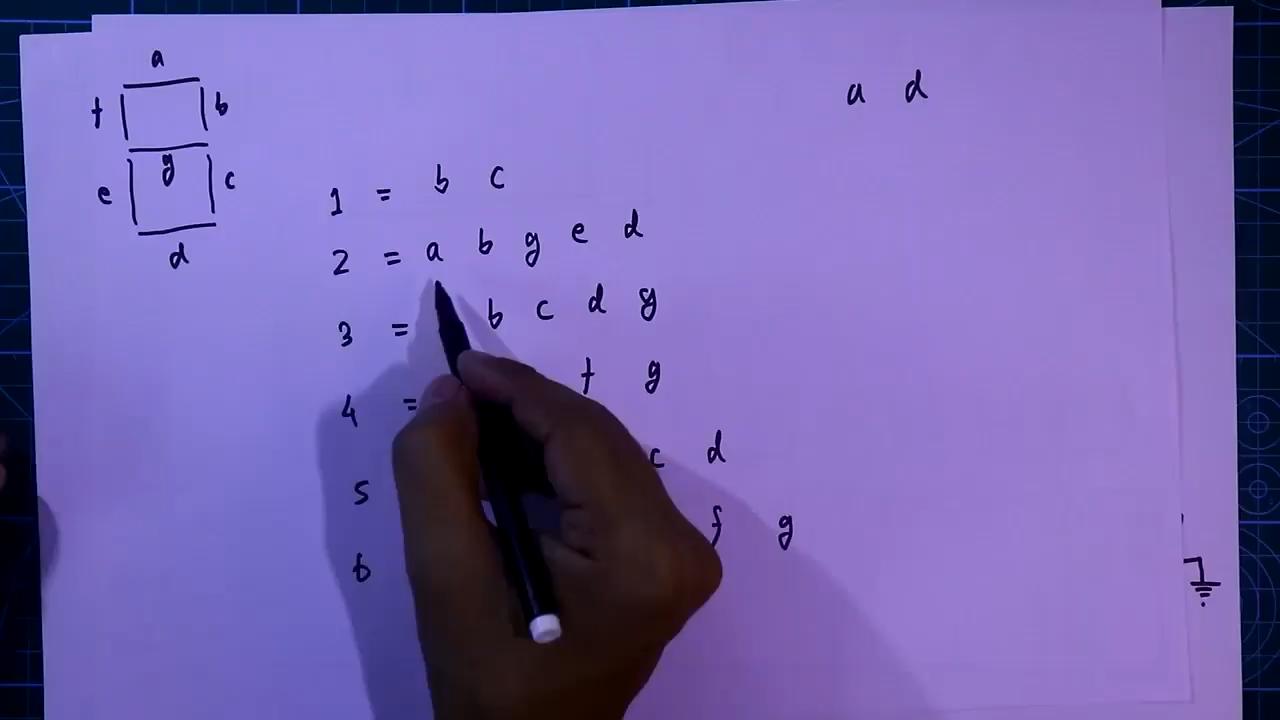 a
a d
f b
g
e c
d
1 = b c
2 = a b g e d
3 = b c d g
4 = f g
5 c d
6 f g